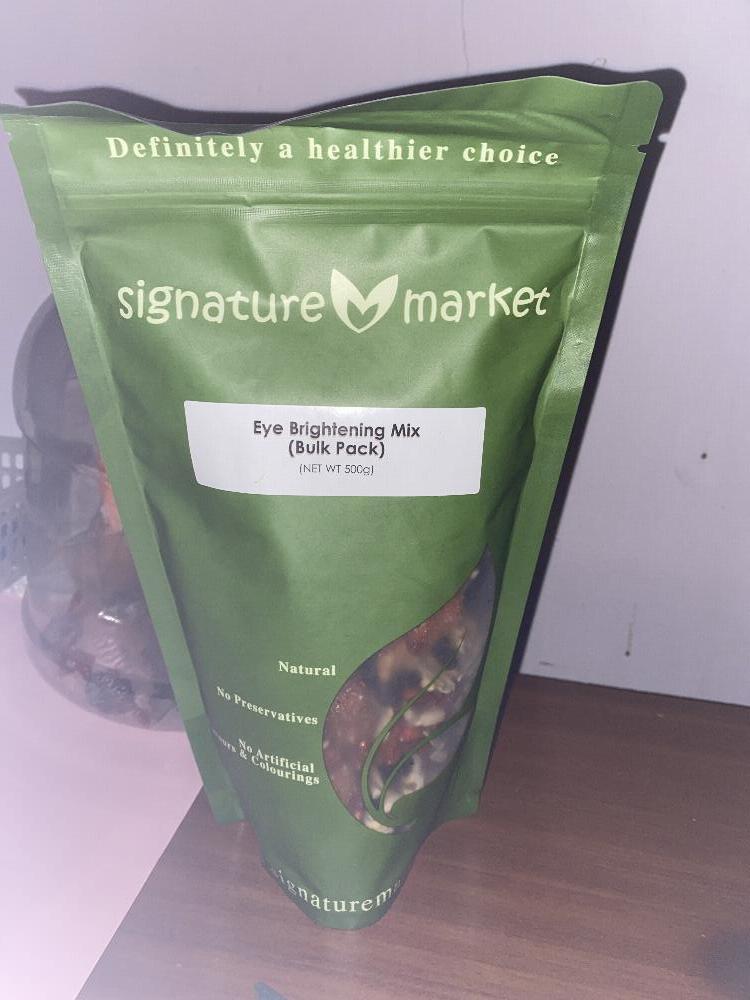 Definitely a healthier choice
signature market
Eye Brightening Mix
(Bulk Pack)
(NET WT 500g)
Natural
No Preservatives
No Artificial
& Colourings